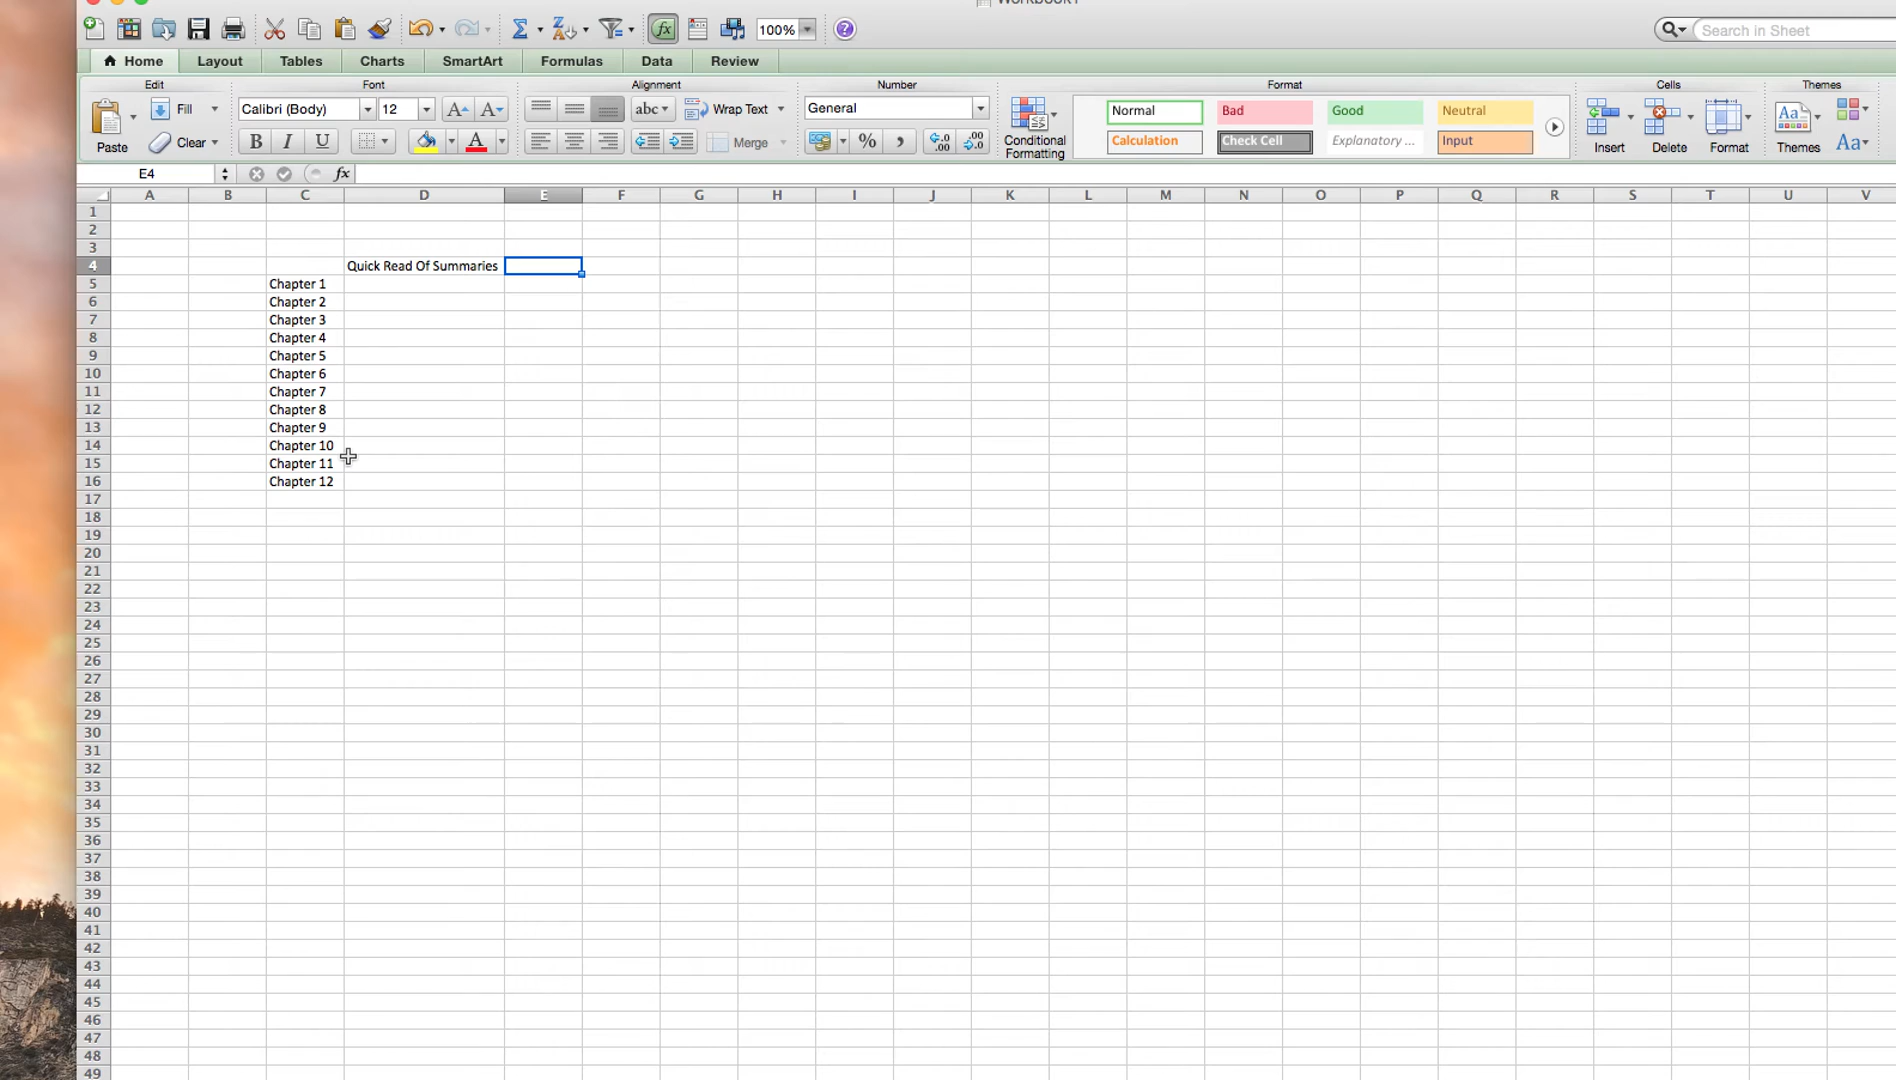 Workbook1
100%
Search in Sheet
Home Layout Tables Charts SmartArt Formulas Data Review
Edit Font Alignment Number Format Cells Themes
Paste Fill Calibri (Body) 12 A A abc Wrap Text General Conditional Formatting Normal Bad Good Neutral Insert Delete Format Themes Aa
Clear B I U A Merge % , .0 .00 .00 .0 Calculation Check Cell Explanatory ... Input Aa
E4 fx
A B C D E F G H I J K L M N O P Q R S T U V
1
2
3
4 Quick Read Of Summaries
5 Chapter 1
6 Chapter 2
7 Chapter 3
8 Chapter 4
9 Chapter 5
10 Chapter 6
11 Chapter 7
12 Chapter 8
13 Chapter 9
14 Chapter 10
15 Chapter 11
16 Chapter 12
17
18
19
20
21
22
23
24
25
26
27
28
29
30
31
32
33
34
35
36
37
38
39
40
41
42
43
44
45
46
47
48
49